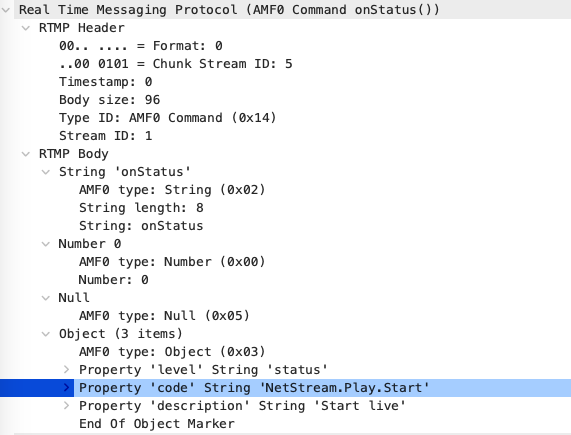 Real Time Messaging Protocol (AMF0 Command onStatus())
RTMP Header
00.. .... = Format: 0
..00 0101 = Chunk Stream ID: 5
Timestamp: 0
Body size: 96
Type ID: AMF0 Command (0x14)
Stream ID: 1
RTMP Body
String 'onStatus'
AMF0 type: String (0x02)
String length: 8
String: onStatus
Number 0
AMF0 type: Number (0x00)
Number: 0
Null
AMF0 type: Null (0x05)
Object (3 items)
AMF0 type: Object (0x03)
Property 'level' String 'status'
Property 'code' String 'NetStream.Play.Start'
Property 'description' String 'Start live'
End Of Object Marker